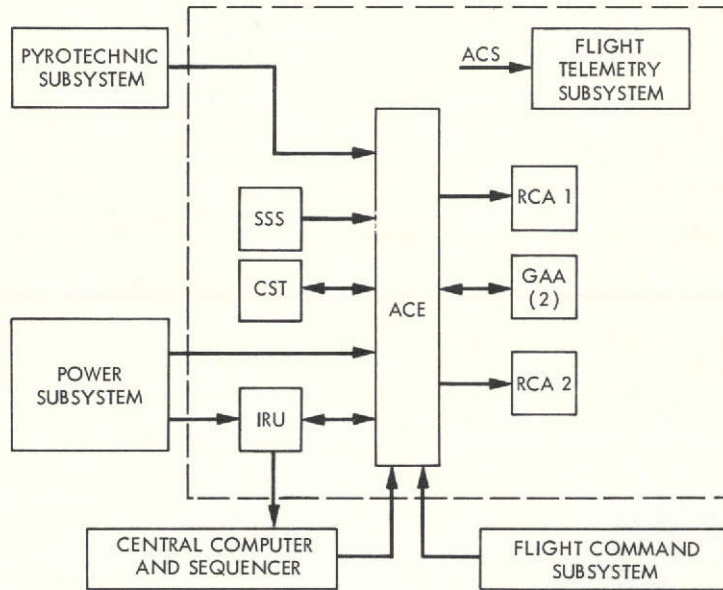 PYROTECHNIC
SUBSYSTEM
ACS
FLIGHT
TELEMETRY
SUBSYSTEM
SSS
RCA 1
CST
ACE
GAA
(2)
POWER
SUBSYSTEM
IRU
RCA 2
CENTRAL COMPUTER
AND SEQUENCER
FLIGHT COMMAND
SUBSYSTEM